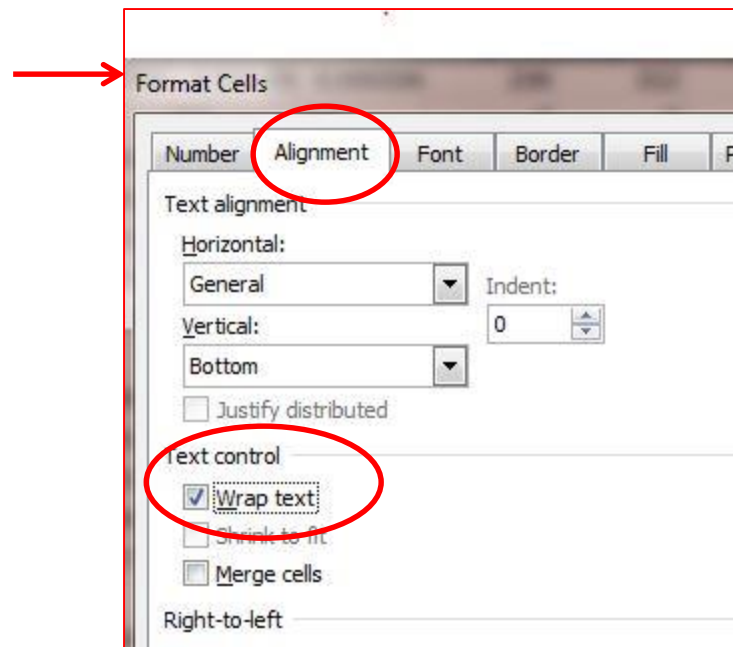 Format Cells
Number Alignment Font Border Fill P
Text alignment
Horizontal:
General
Indent:
Vertical:
0
Bottom
Justify distributed
Text control
Wrap text
Shrink to fit
Merge cells
Right-to-left